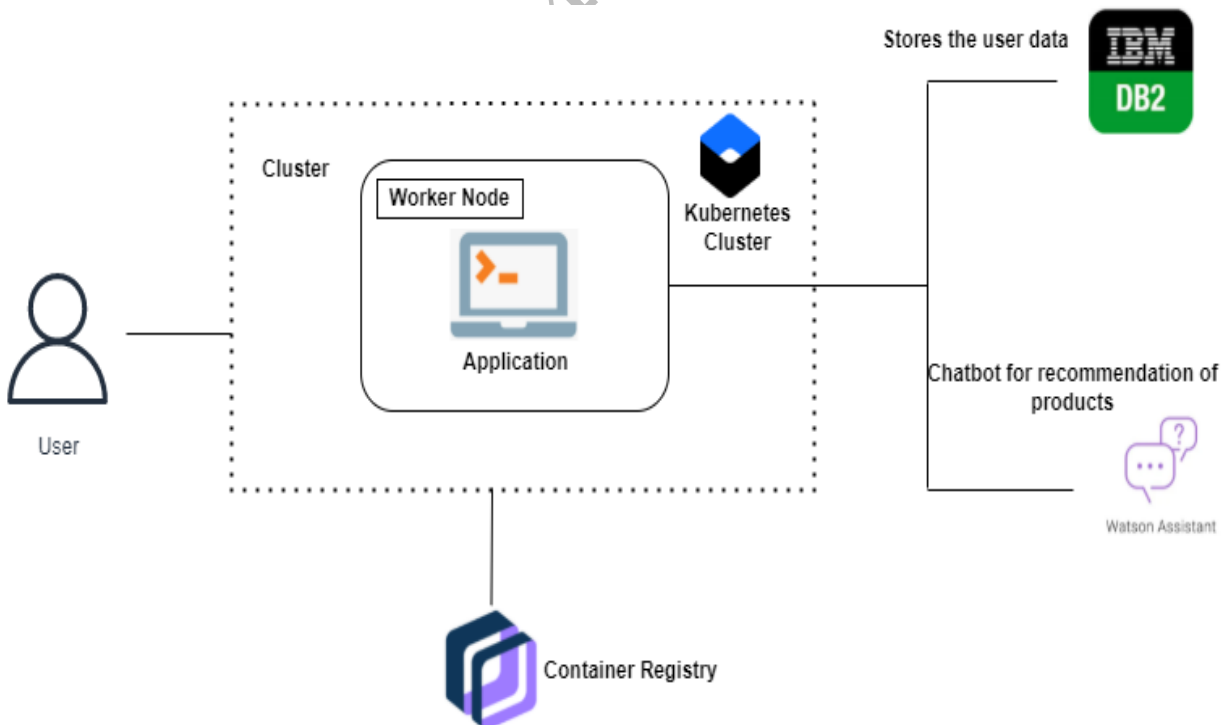 Stores the user data
IBM
DB2
Cluster
Worker Node
Kubernetes
Cluster
Application
User
Chatbot for recommendation of
products
?
Watson Assistant
Container Registry